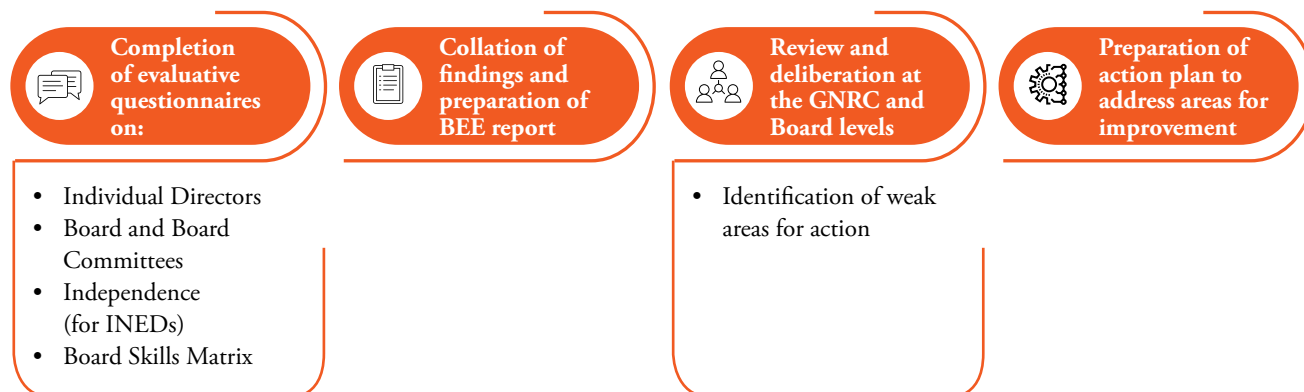 Completion
of evaluative
questionnaires
on:
• Individual Directors
• Board and Board
Committees
• Independence
(for INEDs)
• Board Skills Matrix
Collation of
findings and
preparation of
BEE report
Review and
deliberation at
the GNRC and
Board levels
• Identification of weak
areas for action
Preparation of
action plan to
address areas for
improvement